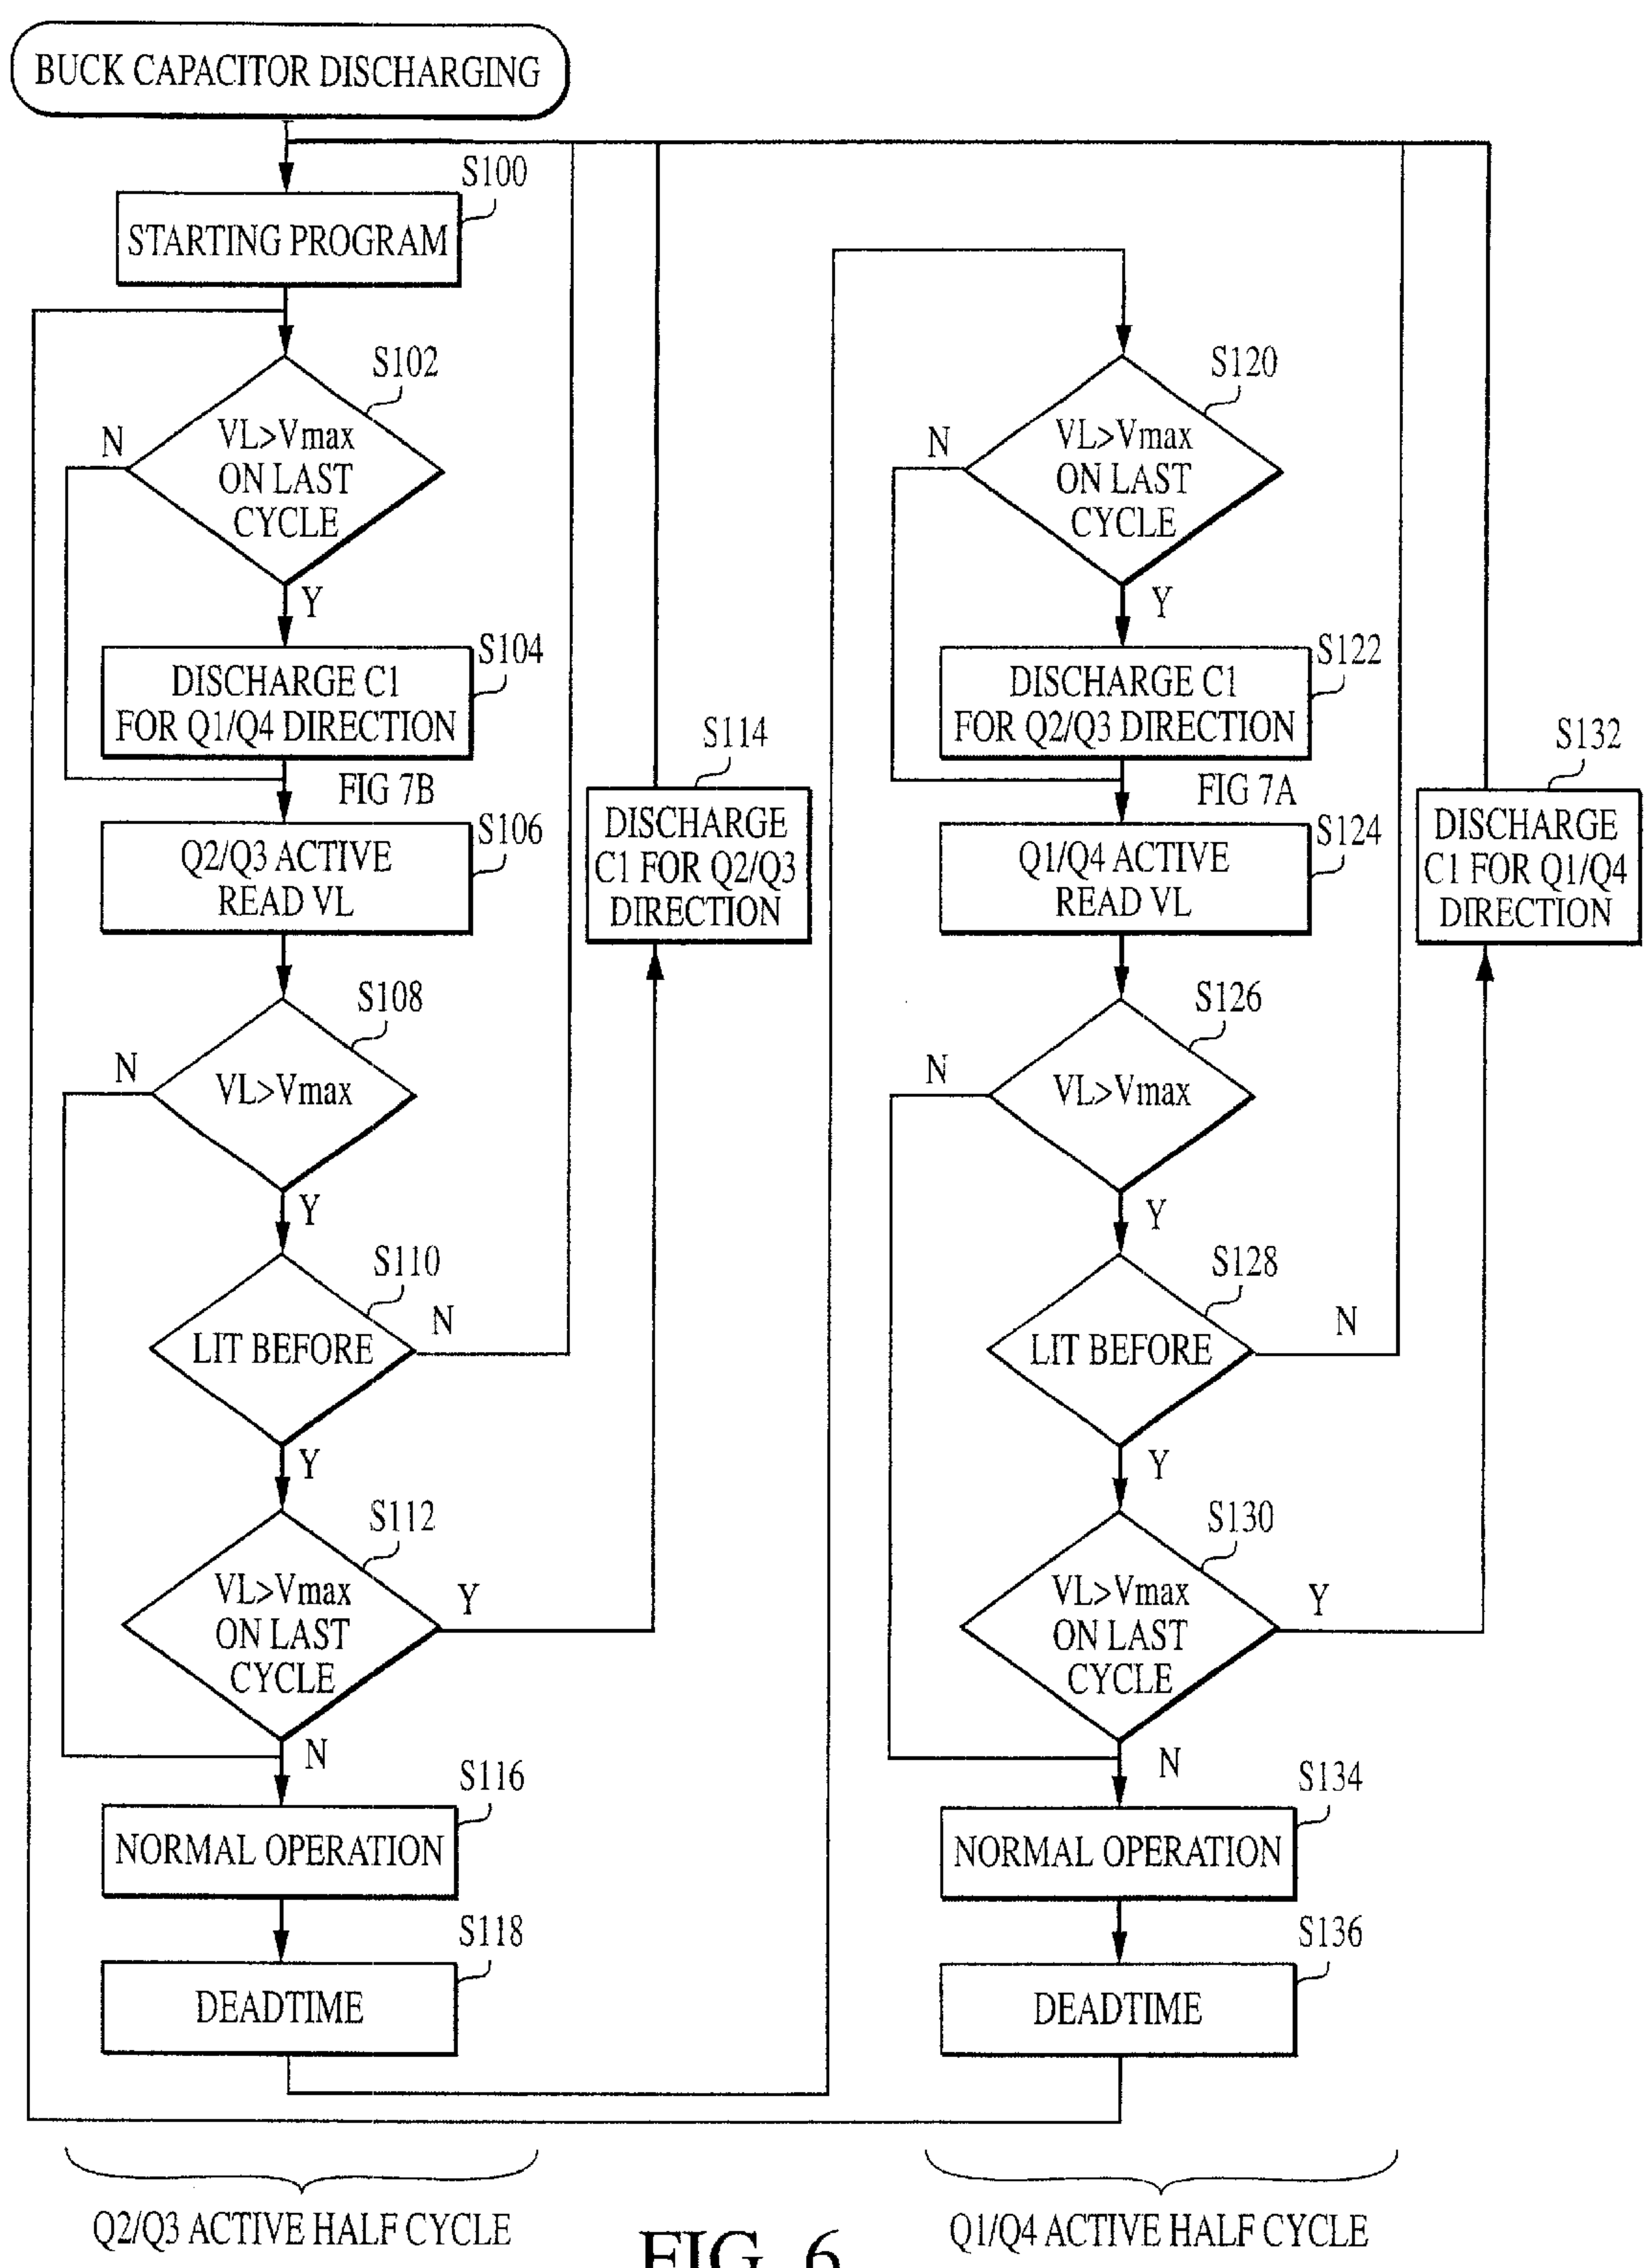 BUCK CAPACITOR DISCHARGING
S100
STARTING PROGRAM
S102
VL>Vmax
ON LAST
CYCLE
N
Y
S104
DISCHARGE C1
FOR Q1/Q4 DIRECTION
FIG 7B
S106
Q2/Q3 ACTIVE
READ VL
S108
N
VL>Vmax
Y
S110
LIT BEFORE
N
Y
S112
VL>Vmax
ON LAST
CYCLE
Y
N
S114
DISCHARGE
C1 FOR Q2/Q3
DIRECTION
S116
NORMAL OPERATION
S118
DEADTIME
Q2/Q3 ACTIVE HALF CYCLE
S120
N
VL>Vmax
ON LAST
CYCLE
Y
S122
DISCHARGE C1
FOR Q2/Q3 DIRECTION
FIG 7A
S124
Q1/Q4 ACTIVE
READ VL
S126
N
VL>Vmax
Y
S128
LIT BEFORE
N
Y
S130
VL>Vmax
ON LAST
CYCLE
Y
N
S132
DISCHARGE
C1 FOR Q1/Q4
DIRECTION
S134
NORMAL OPERATION
S136
DEADTIME
Q1/Q4 ACTIVE HALF CYCLE
FIG. 6